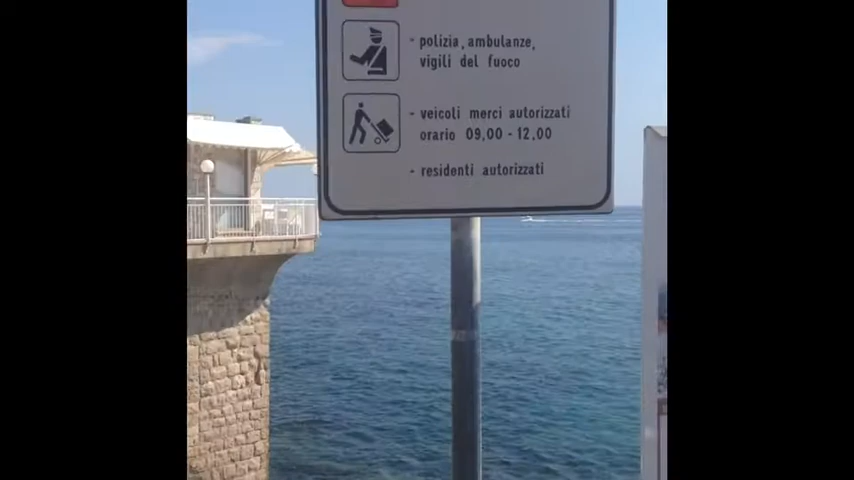 - polizia, ambulanze,
vigili del fuoco
- veicoli merci autorizzati
orario 09,00 - 12,00
- residenti autorizzati